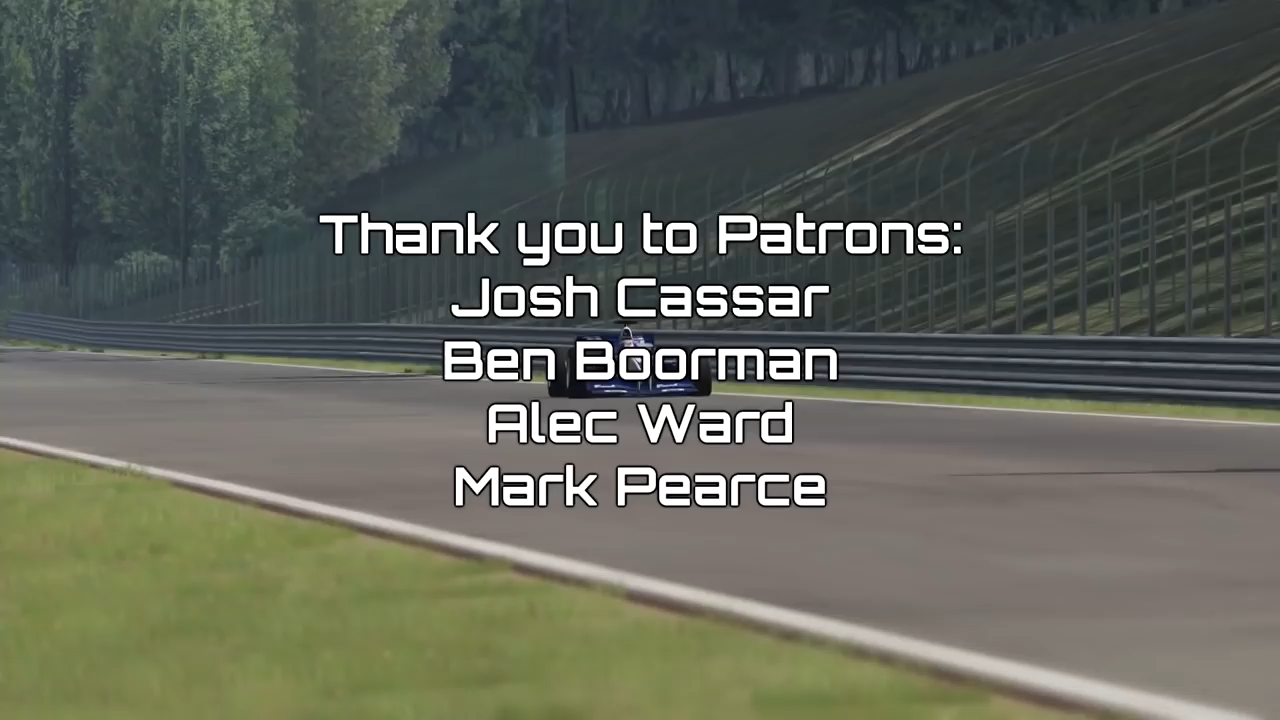 Thank you to Patrons:
Josh Cassar
Ben Boorman
Alec Ward
Mark Pearce